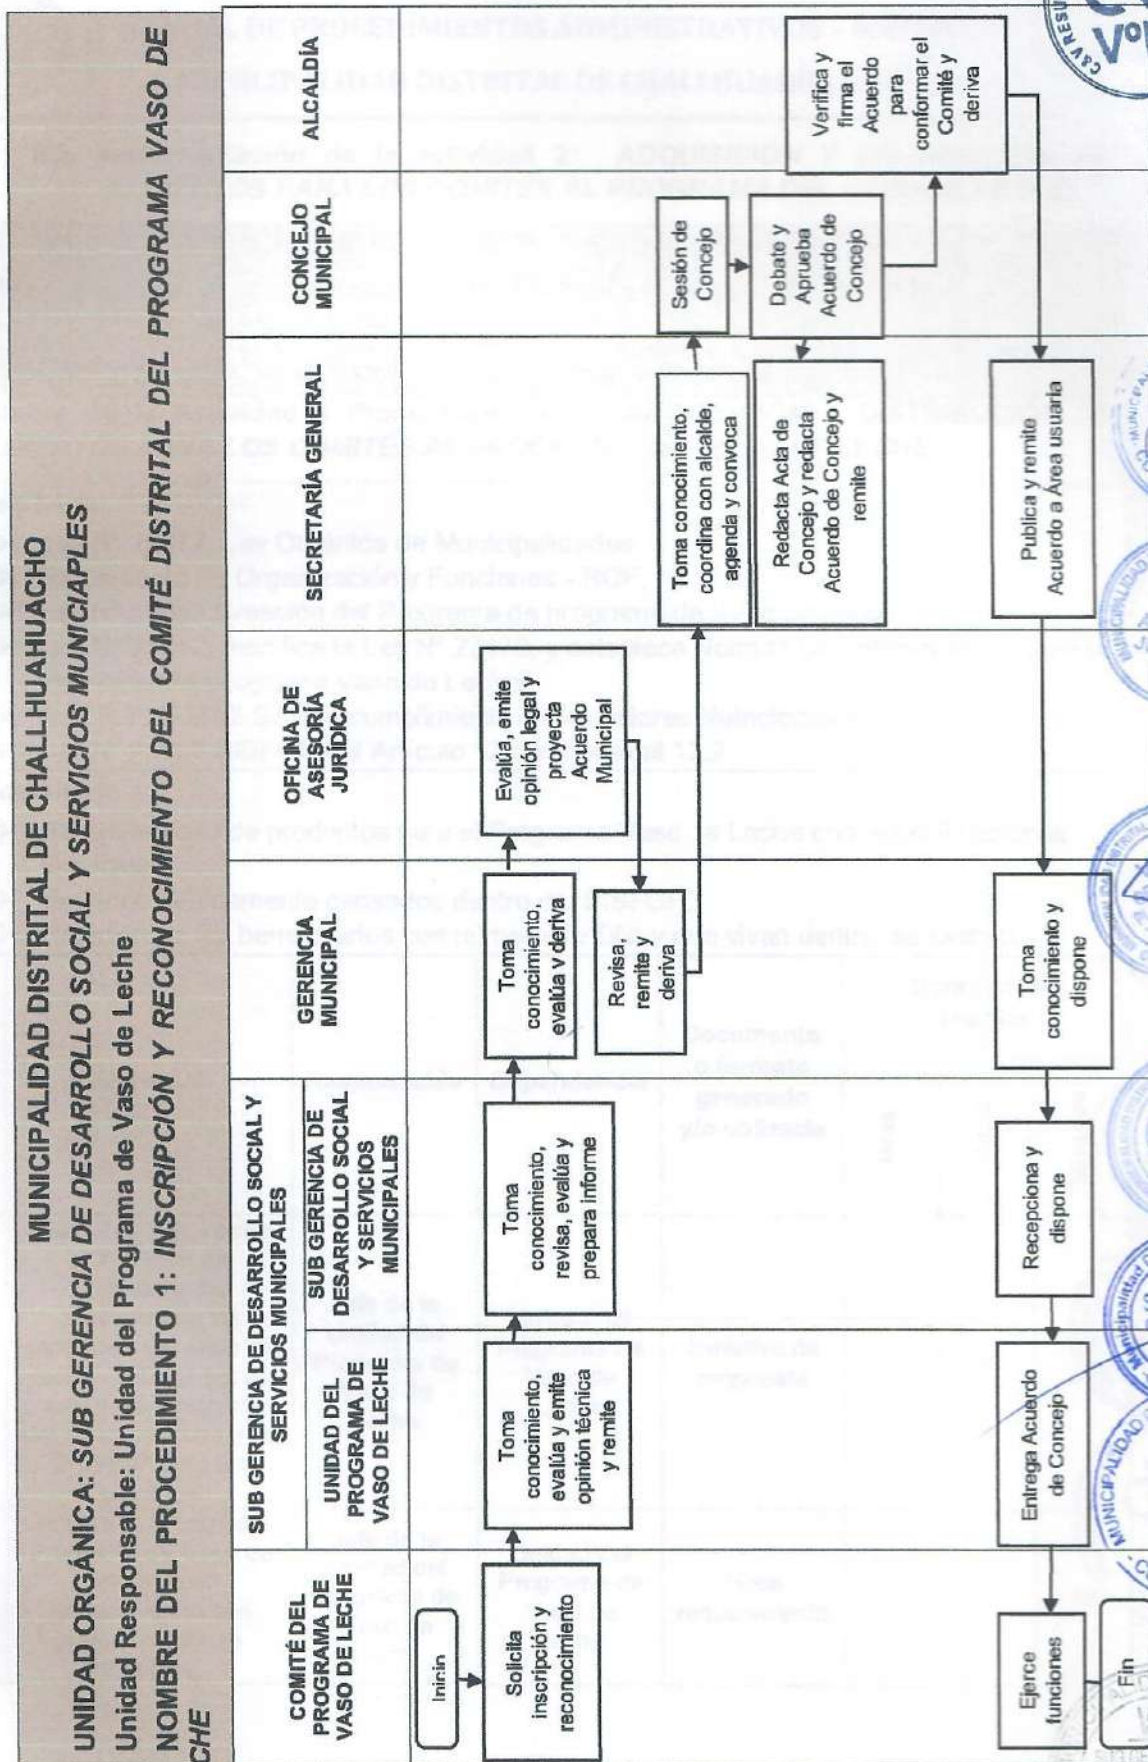 MUNICIPALIDAD DISTRITAL DE CHALLHUAHUACHO
UNIDAD ORGÁNICA: SUB GERENCIA DE DESARROLLO SOCIAL Y SERVICIOS MUNICIAPLES
Unidad Responsable: Unidad del Programa de Vaso de Leche
NOMBRE DEL PROCEDIMIENTO 1: INSCRIPCIÓN Y RECONOCIMIENTO DEL COMITÉ DISTRITAL DEL PROGRAMA VASO DE
CHE
COMITÉ DEL
PROGRAMA DE
VASO DE LECHE
SUB GERENCIA DE DESARROLLO SOCIAL Y
SERVICIOS MUNICIPALES
UNIDAD DEL
PROGRAMA DE
VASO DE LECHE
SUB GERENCIA DE
DESARROLLO SOCIAL
Y SERVICIOS
MUNICIPALES
GERENCIA
MUNICIPAL
OFICINA DE
ASESORÍA
JURIDICA
SECRETARÍA GENERAL
CONCEJO
MUNICIPAL
ALCALDÍA
Inicio
Solicita
inscripción y
reconocimiento
Toma
conocimiento,
evalúa y emite
opinión técnica
y remite
Toma
conocimiento,
revisa, evalúa y
prepara informe
Toma
conocimiento,
evalúa y deriva
Evalúa, emite
opinión legal y
proyecta
Acuerdo
Municipal
Revisa,
remite y
deriva
Toma conocimiento,
coordina con alcalde,
agenda y convoca
Sesión de
Concejo
Debate y
Aprueba
Acuerdo de
Concejo
Redacta Acta de
Concejo y redacta
Acuerdo de Concejo y
remite
Verifica y
firma el
Acuerdo
para
conformar el
Comité y
deriva
Publica y remite
Acuerdo a Área usuaria
Toma
conocimiento y
dispone
Recepciona y
dispone
Entrega Acuerdo
de Concejo
Ejerce
funciones
Fin